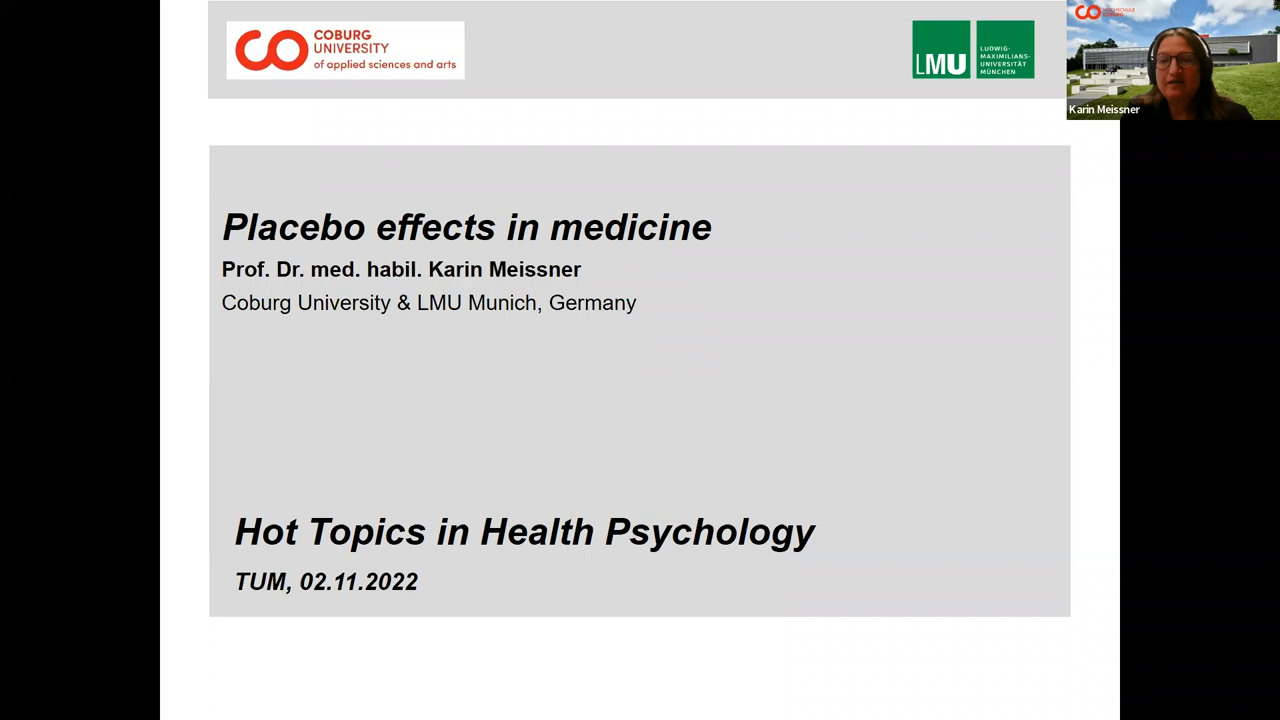 COBURG
UNIVERSITY
of applied sciences and arts
LMU
LUDWIG-
MAXIMILIANS-
UNIVERSITÄT
MÜNCHEN
HOCHSCHULE
COBURG
Karin Meissner
Placebo effects in medicine
Prof. Dr. med. habil. Karin Meissner
Coburg University & LMU Munich, Germany
Hot Topics in Health Psychology
TUM, 02.11.2022